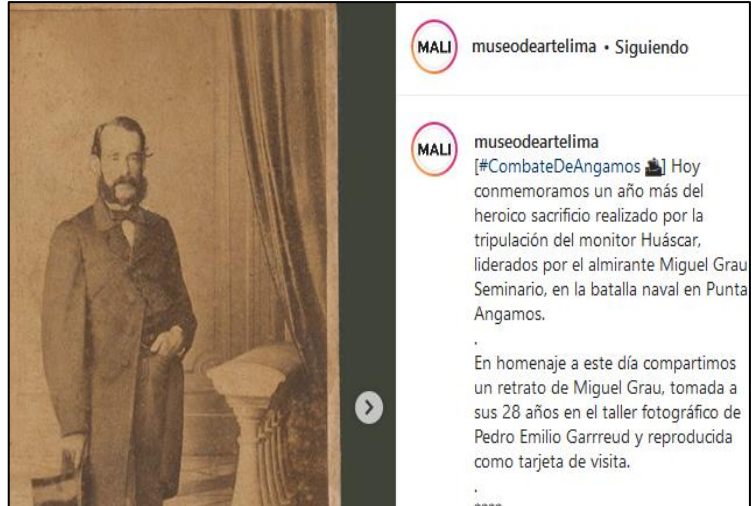 MALI
museodeartelima • Siguiendo
MALI
museodeartelima
[#CombateDeAngamos ] Hoy
conmemoramos un año más del
heroico sacrificio realizado por la
tripulación del monitor Huáscar,
liderados por el almirante Miguel Grau
Seminario, en la batalla naval en Punta
Angamos.
.
En homenaje a este día compartimos
un retrato de Miguel Grau, tomada a
sus 28 años en el taller fotográfico de
Pedro Emilio Garrreud y reproducida
como tarjeta de visita.
.